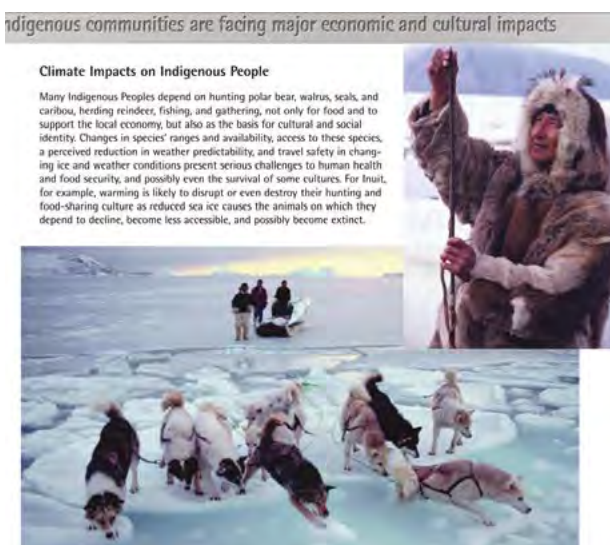 ndigenous communities are facing major economic and cultural impacts
Climate Impacts on Indigenous People
Many Indigenous Peoples depend on hunting polar bear, walrus, seals, and
caribou, herding reindeer, fishing, and gathering, not only for food and to
support the local economy, but also as the basis for cultural and social
identity. Changes in species' ranges and availability, access to these species,
a perceived reduction in weather predictability, and travel safety in chang-
ing ice and weather conditions present serious challenges to human health
and food security, and possibly even the survival of some cultures. For Inuit,
for example, warming is likely to disrupt or even destroy their hunting and
food-sharing culture as reduced sea ice causes the animals on which they
depend to decline, become less accessible, and possibly become extinct.